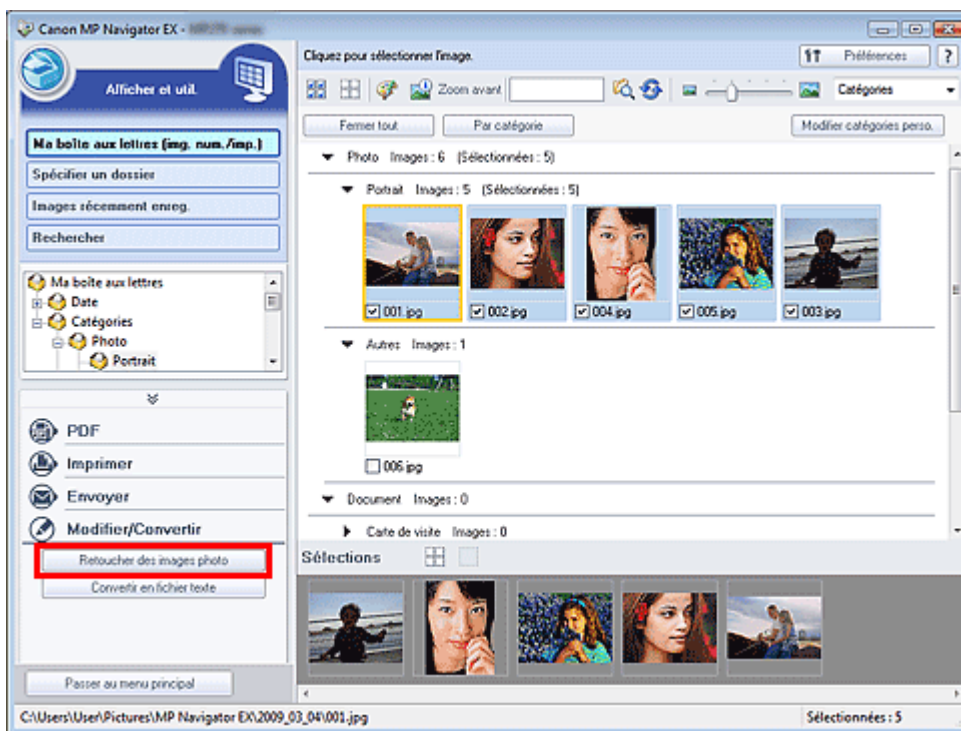 Canon MP Navigator EX -
Cliquez pour sélectionner l'image.
Préférences
?
Afficher et util.
Zoom avant
Catégories
Fermer tout
Par catégorie
Modifier catégories perso.
Ma boîte aux lettres (img. num./imp.)
Spécifier un dossier
Images récemment enreg.
Rechercher
Ma boîte aux lettres
Date
Catégories
Photo
Portrait
PDF
Imprimer
Envoyer
Modifier/Convertir
Retoucher des images photo
Convertir en fichier texte
Passer au menu principal
Photo Images : 6 (Sélectionnées : 5)
Portrait Images : 5 (Sélectionnées : 5)
001.jpg 002.jpg 004.jpg 005.jpg 003.jpg
Autres Images : 1
006.jpg
Document Images : 0
Carte de visite Images : 0
Sélections
C:\Users\User\Pictures\MP Navigator EX\2009_03_04\001.jpg
Sélectionnées : 5